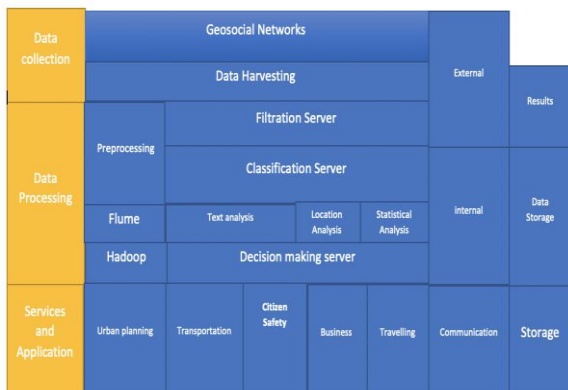 Data
collection
Geosocial Networks
Data Harvesting
External
Results
Data
Processing
Preprocessing
Filtration Server
Classification Server
Flume
Text analysis
Location
Analysis
Statistical
Analysis
internal
Data
Storage
Hadoop
Decision making server
Services
and
Application
Urban planning
Transportation
Citizen
Safety
Business
Travelling
Communication
Storage